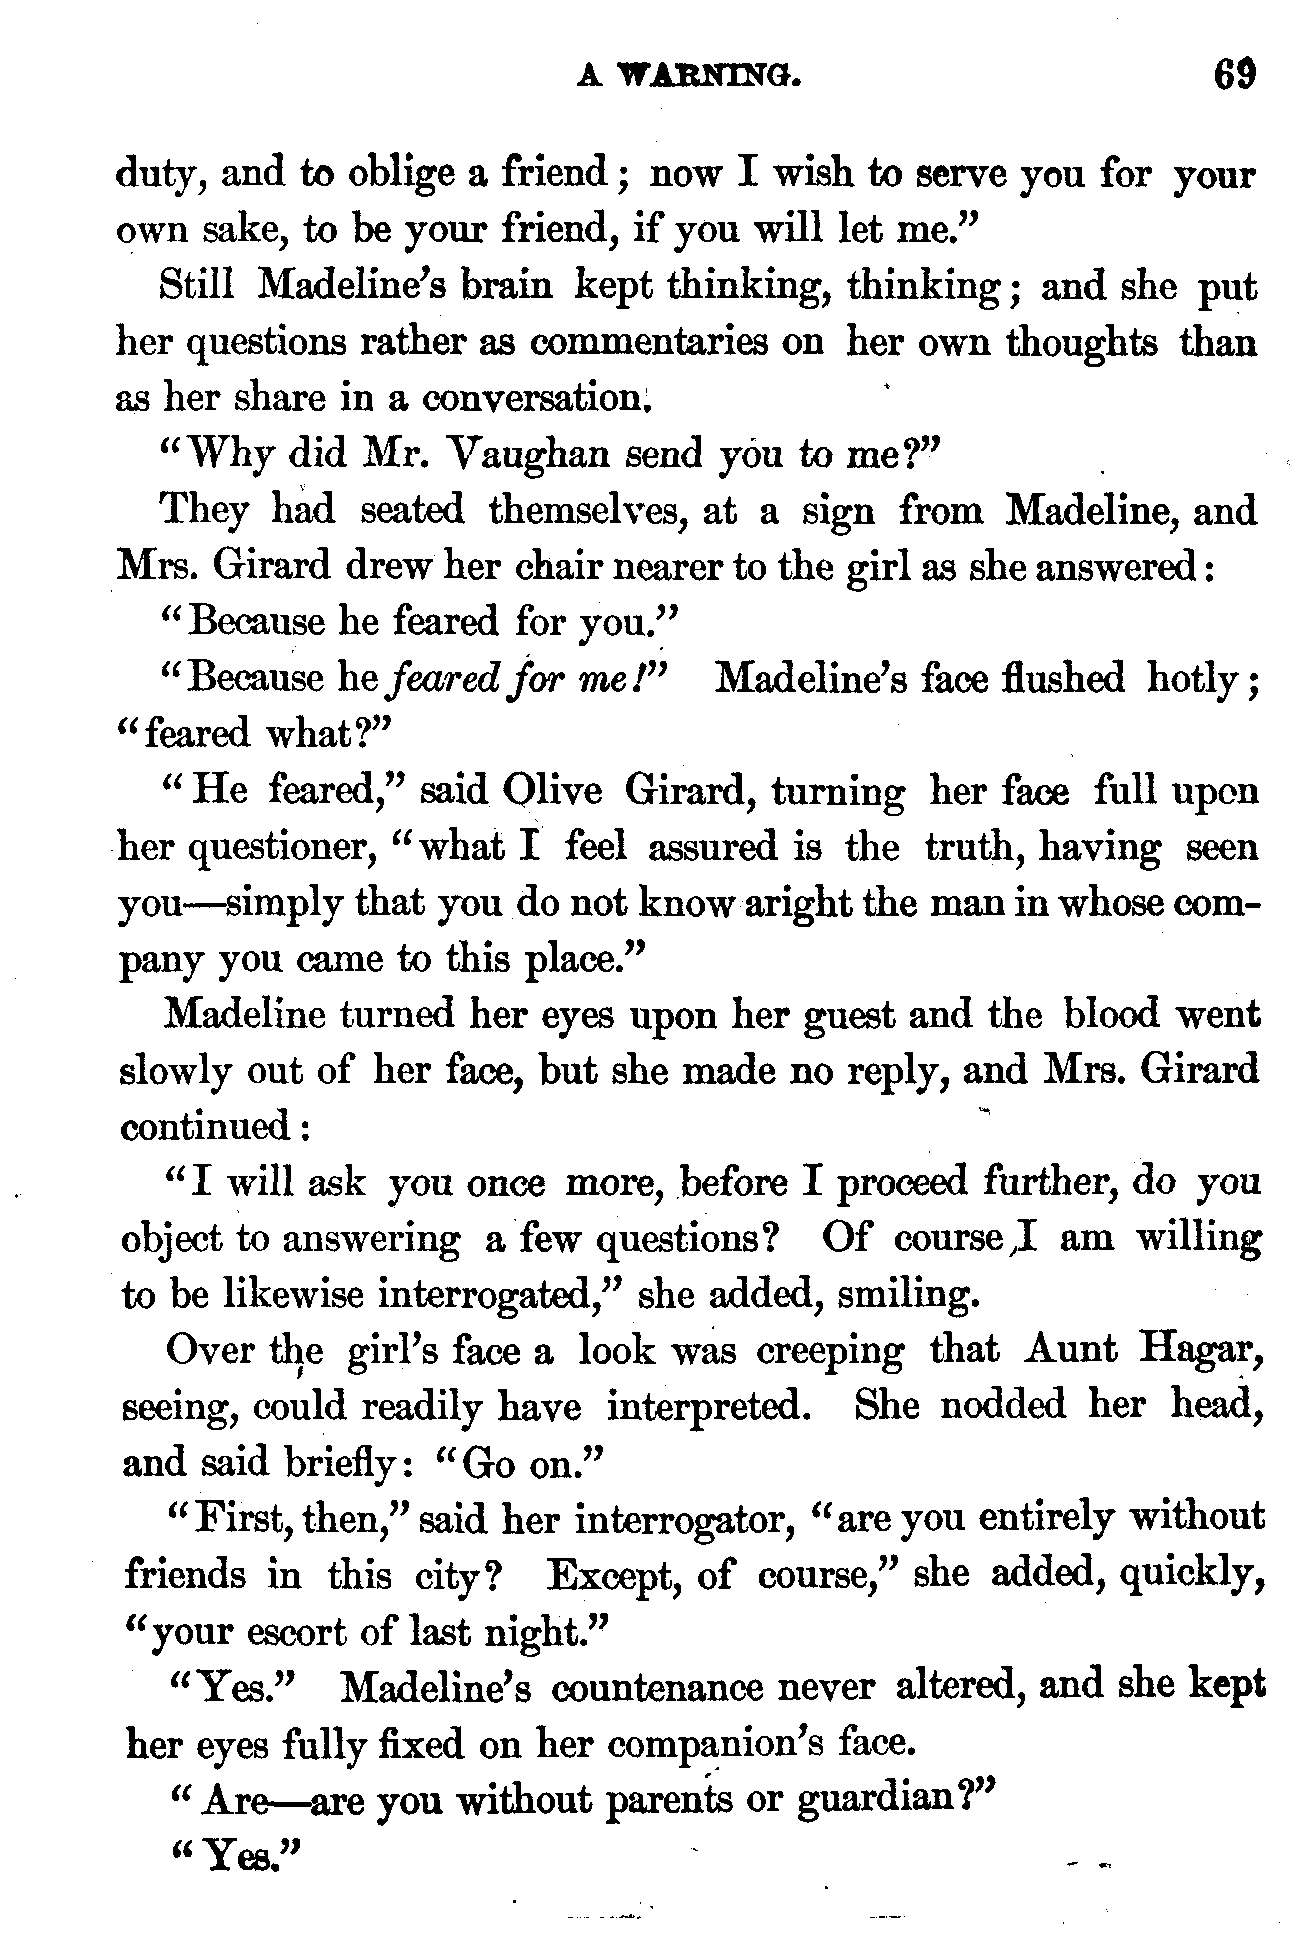 A WARNING. 69
duty, and to oblige a friend; now I wish to serve you for your
own sake, to be your friend, if you will let me.”
Still Madeline’s brain kept thinking, thinking; and she put
her questions rather as commentaries on her own thoughts than
as her share in a conversation.
“Why did Mr. Vaughan send you to me?”
They had seated themselves, at a sign from Madeline, and
Mrs. Girard drew her chair nearer to the girl as she answered:
“Because he feared for you.”
“Because he feared for me!” Madeline’s face flushed hotly;
“feared what?”
“He feared,” said Olive Girard, turning her face full upon
her questioner, “what I feel assured is the truth, having seen
you—simply that you do not know aright the man in whose com-
pany you came to this place.”
Madeline turned her eyes upon her guest and the blood went
slowly out of her face, but she made no reply, and Mrs. Girard
continued:
“I will ask you once more, before I proceed further, do you
object to answering a few questions? Of course, I am willing
to be likewise interrogated,” she added, smiling.
Over the girl’s face a look was creeping that Aunt Hagar,
seeing, could readily have interpreted. She nodded her head,
and said briefly: “Go on.”
“First, then,” said her interrogator, “are you entirely without
friends in this city? Except, of course,” she added, quickly,
“your escort of last night.”
“Yes.” Madeline’s countenance never altered, and she kept
her eyes fully fixed on her companion’s face.
“Are—are you without parents or guardian?”
“Yes.”